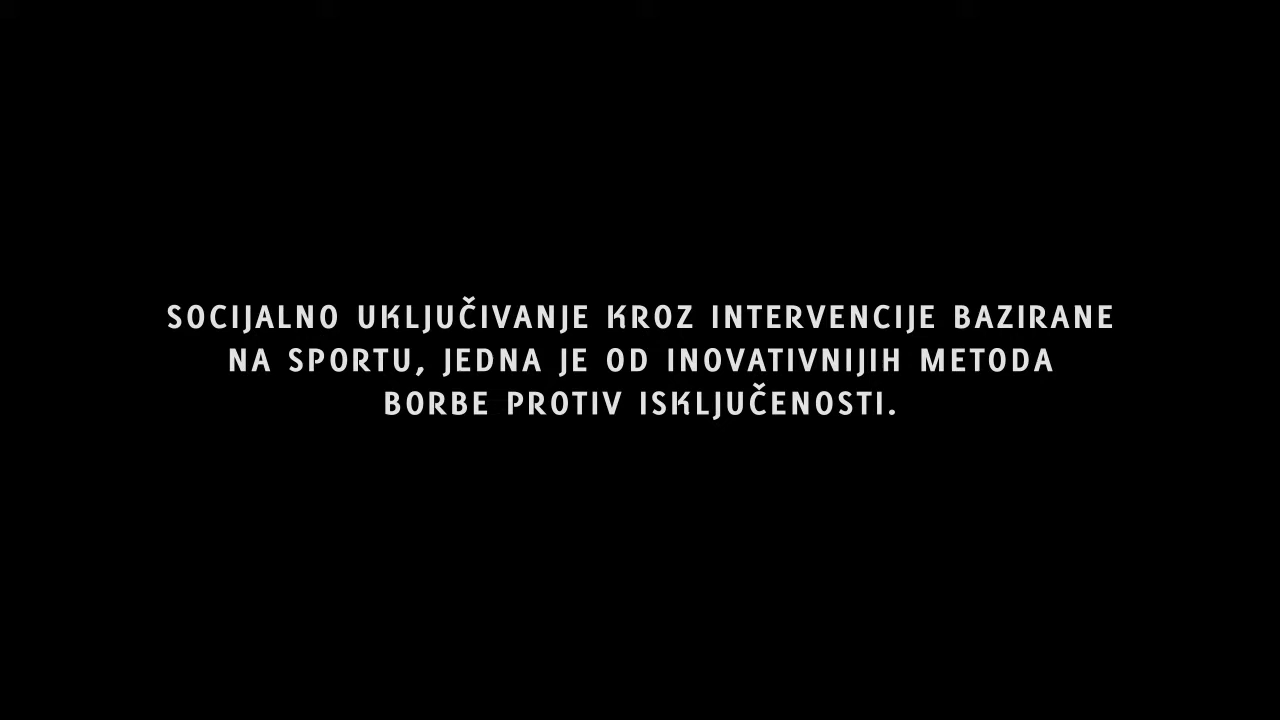 SOCIJALNO UKLJUČIVANJE KROZ INTERVENCIJE BAZIRANE
NA SPORTU, JEDNA JE OD INOVATIVNIJIH METODA
BORBE PROTIV ISKLJUČENOSTI.